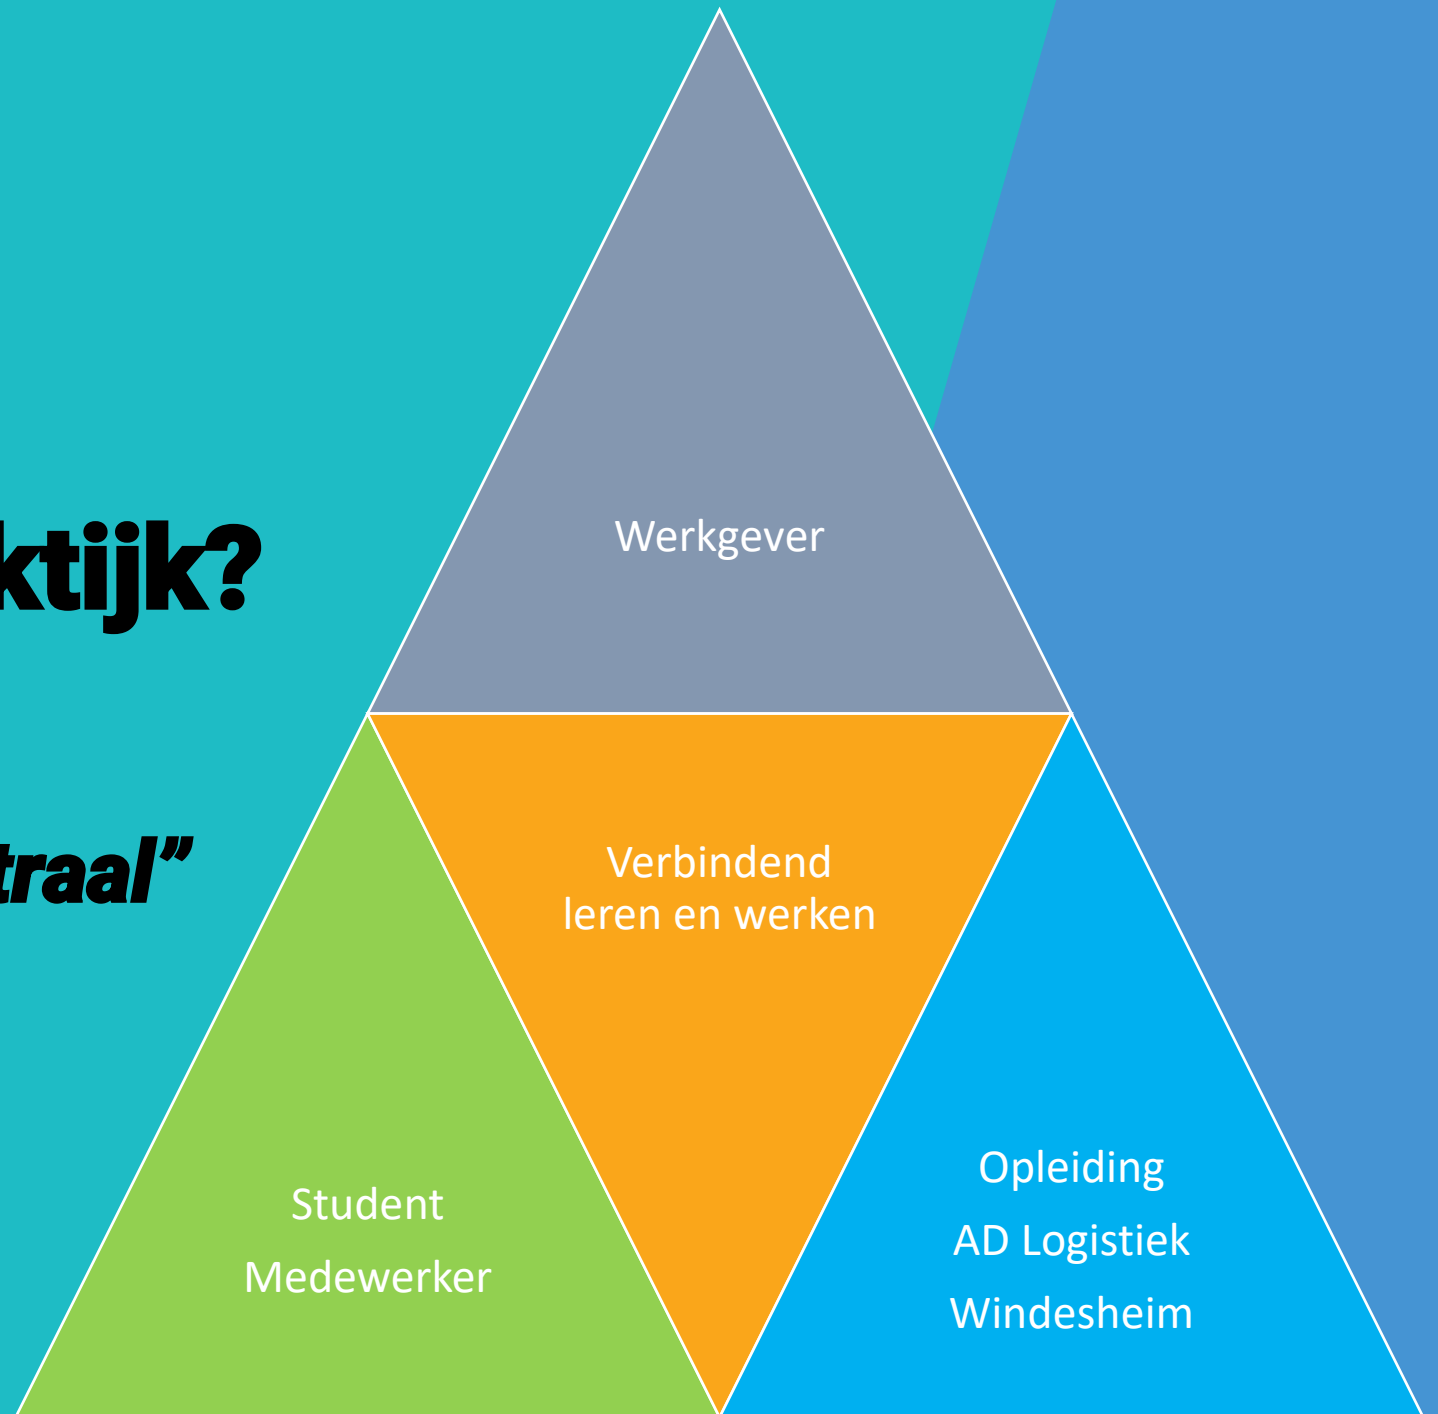 ktijk?
traal”
Werkgever
Verbindend
leren en werken
Student
Medewerker
Opleiding
AD Logistiek
Windesheim